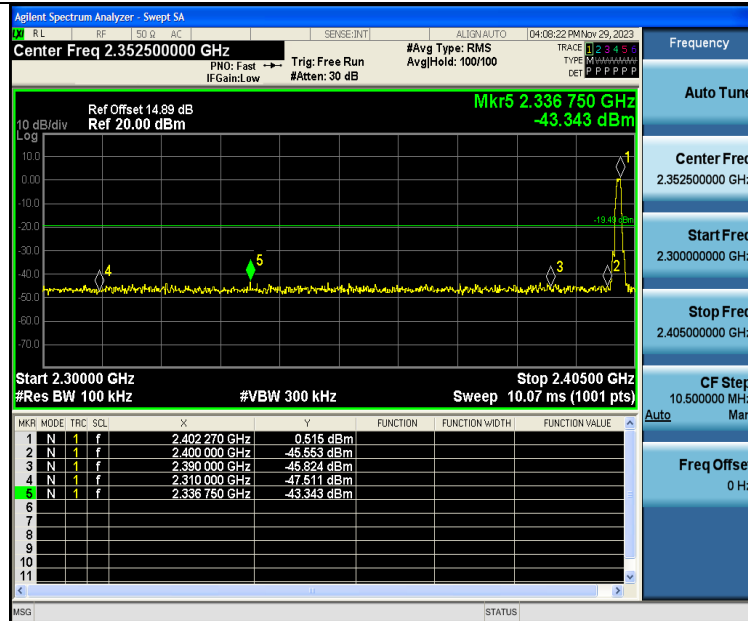 Agilent Spectrum Analyzer - Swept SA
LXI RL RF 50 Ω AC SENSE:INT ALIGN AUTO 04:08:22 PM Nov 29, 2023
Center Freq 2.352500000 GHz
PNO: Fast
IFGain:Low
Trig: Free Run
#Atten: 30 dB
#Avg Type: RMS
Avg|Hold: 100/100
TRACE 1 2 3 4 5 6
TYPE MWWWWW
DET P P P P P P
Ref Offset 14.89 dB
10 dB/div Ref 20.00 dBm
Log
Mkr5 2.336 750 GHz
-43.343 dBm
10.0
0.00
-10.0
-20.0
-30.0
-40.0
-50.0
-60.0
-70.0
-19.49 dBm
1
2
3
4
5
Start 2.30000 GHz Stop 2.40500 GHz
#Res BW 100 kHz #VBW 300 kHz Sweep 10.07 ms (1001 pts)
MKR MODE TRC SCL X Y FUNCTION FUNCTION WIDTH FUNCTION VALUE
1 N 1 f 2.402 270 GHz 0.515 dBm
2 N 1 f 2.400 000 GHz -45.553 dBm
3 N 1 f 2.390 000 GHz -45.824 dBm
4 N 1 f 2.310 000 GHz -47.511 dBm
5 N 1 f 2.336 750 GHz -43.343 dBm
6
7
8
9
10
11
MSG STATUS
Frequency
Auto Tune
Center Freq
2.352500000 GHz
Start Freq
2.300000000 GHz
Stop Freq
2.405000000 GHz
CF Step
10.500000 MHz
Auto Man
Freq Offset
0 Hz